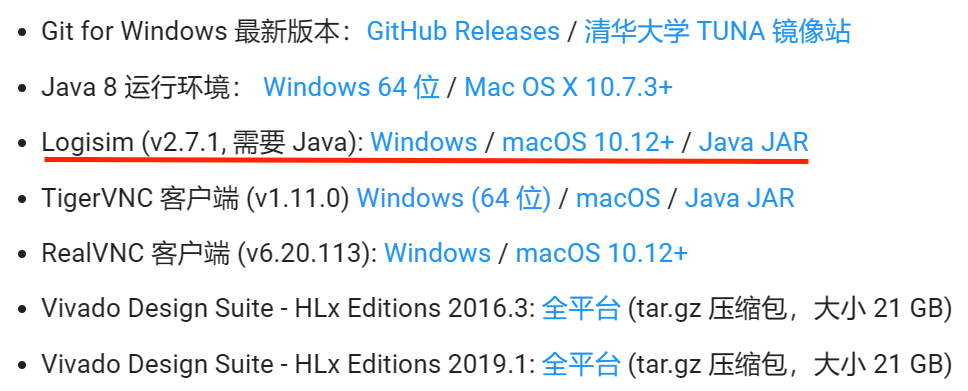 Git for Windows 最新版本：GitHub Releases / 清华大学 TUNA 镜像站
Java 8 运行环境： Windows 64 位 / Mac OS X 10.7.3+
Logisim (v2.7.1, 需要 Java): Windows / macOS 10.12+ / Java JAR
TigerVNC 客户端 (v1.11.0) Windows (64 位) / macOS / Java JAR
RealVNC 客户端 (v6.20.113): Windows / macOS 10.12+
Vivado Design Suite - HLx Editions 2016.3: 全平台 (tar.gz 压缩包，大小 21 GB)
Vivado Design Suite - HLx Editions 2019.1: 全平台 (tar.gz 压缩包，大小 21 GB)